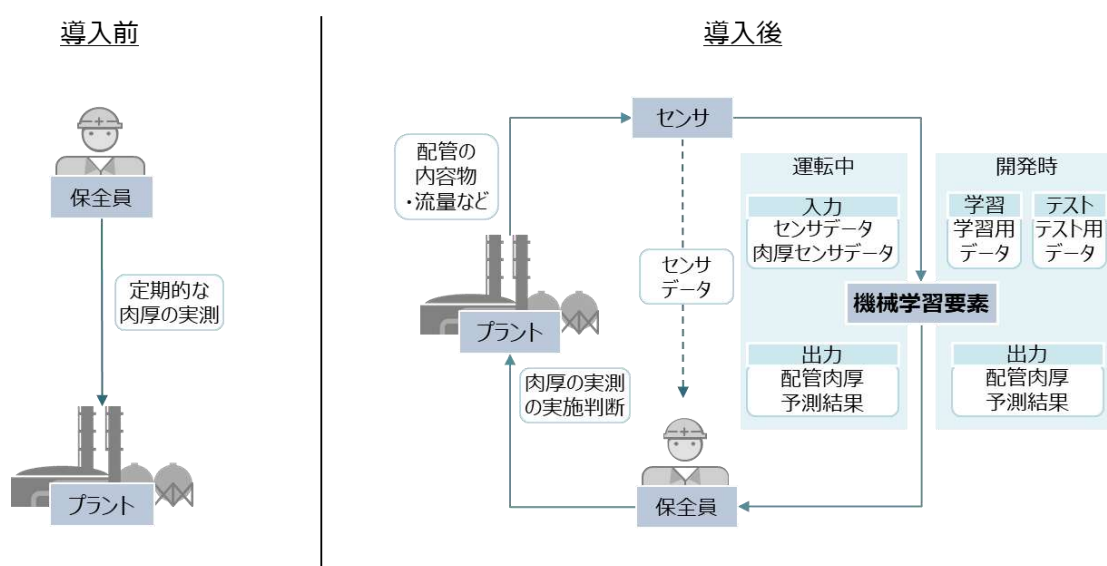 導入前
保全員
定期的な
肉厚の実測
プラント
導入後
センサ
配管の
内容物
・流量など
センサ
データ
プラント
肉厚の実測
の実施判断
保全員
運転中
入力
センサデータ
肉厚センサデータ
開発時
学習
学習用
データ
テスト
テスト用
データ
機械学習要素
出力
配管肉厚
予測結果
出力
配管肉厚
予測結果